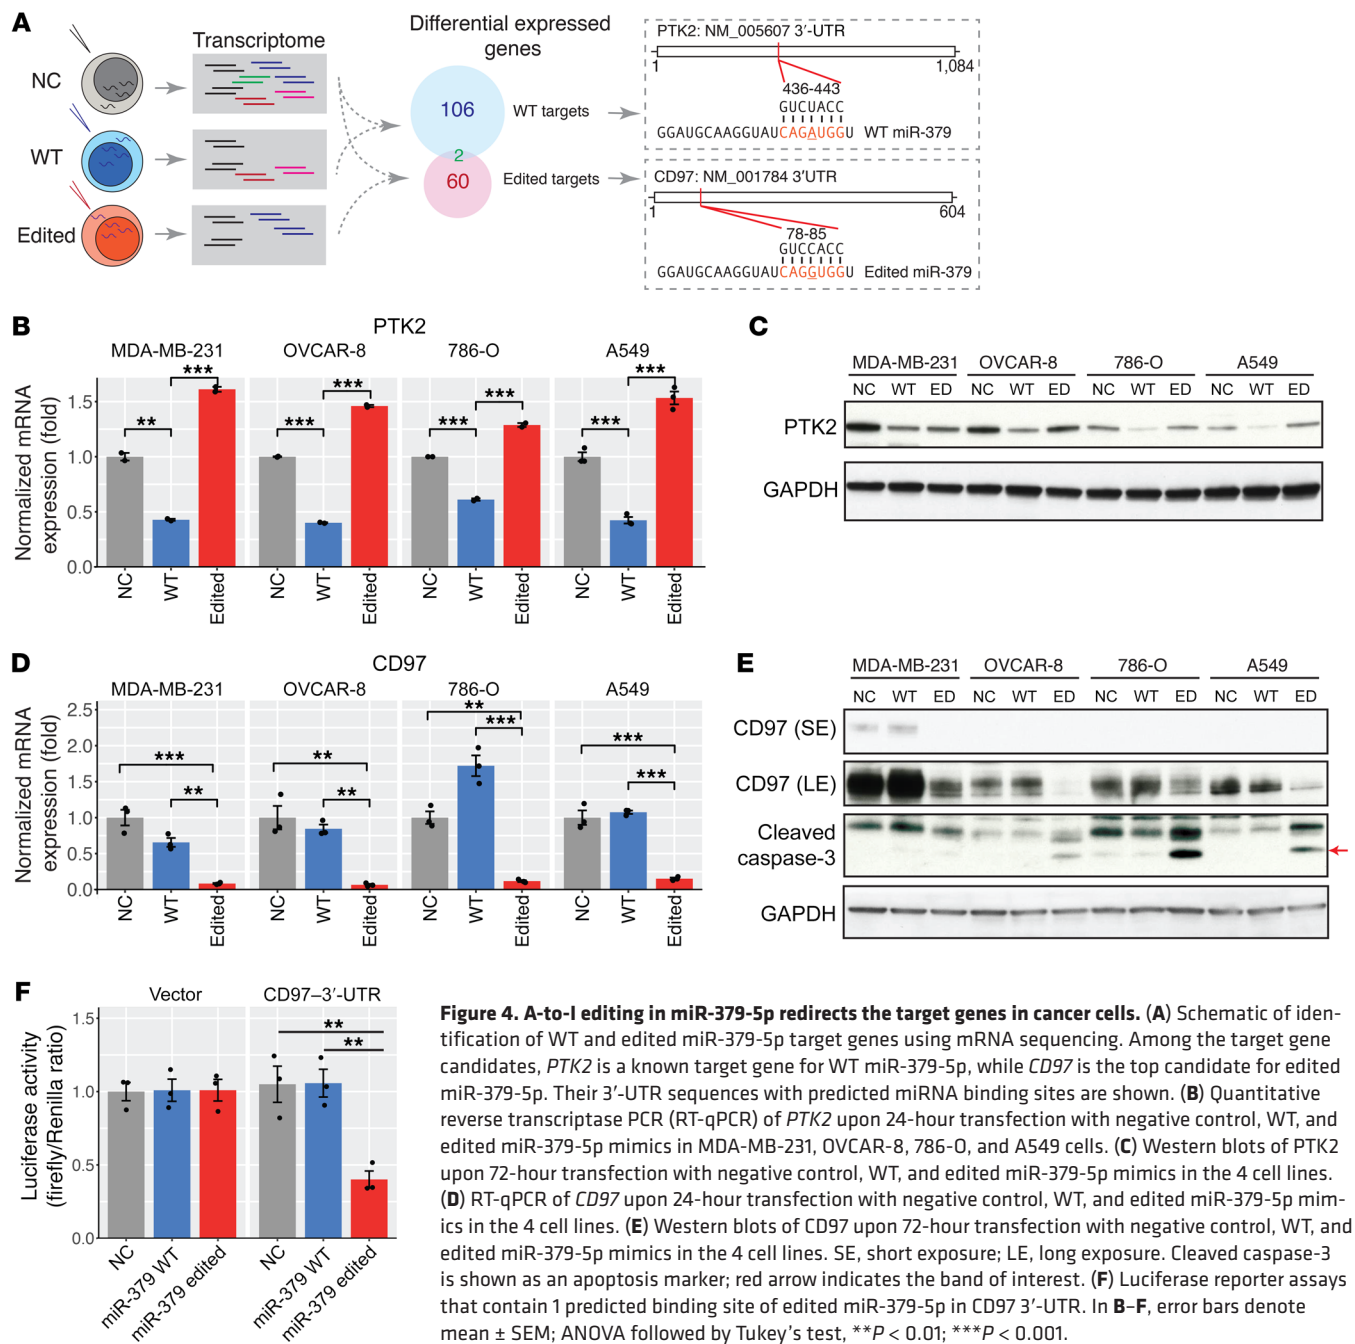 A
NC
WT
Edited
Transcriptome
Differential expressed
genes
106
2
60
WT targets
Edited targets
PTK2: NM_005607 3′-UTR
1
1,084
436-443
GUCUACC
GGAUGCAAGGUAUCAGAUGGU WT miR-379
CD97: NM_001784 3′UTR
1
604
78-85
GUCCACC
GGAUGCAAGGUAUCAGGUGGU Edited miR-379
B
PTK2
MDA-MB-231 OVCAR-8 786-O A549
Normalized mRNA
expression (fold)
1.5
1.0
0.5
0.0
** *** *** *** *** *** *** ***
NC WT Edited NC WT Edited NC WT Edited NC WT Edited
C
MDA-MB-231 OVCAR-8 786-O A549
NC WT ED NC WT ED NC WT ED NC WT ED
PTK2
GAPDH
D
CD97
MDA-MB-231 OVCAR-8 786-O A549
Normalized mRNA
expression (fold)
2.5
2.0
1.5
1.0
0.5
0.0
*** ** ** ** ** *** *** ***
NC WT Edited NC WT Edited NC WT Edited NC WT Edited
E
MDA-MB-231 OVCAR-8 786-O A549
NC WT ED NC WT ED NC WT ED NC WT ED
CD97 (SE)
CD97 (LE)
Cleaved
caspase-3
GAPDH
F
Vector CD97–3′-UTR
Luciferase activity
(firefly/Renilla ratio)
1.5
1.0
0.5
0.0
**
**
NC miR-379 WT miR-379 edited NC miR-379 WT miR-379 edited
Figure 4. A-to-I editing in miR-379-5p redirects the target genes in cancer cells. (A) Schematic of iden-
tification of WT and edited miR-379-5p target genes using mRNA sequencing. Among the target gene
candidates, PTK2 is a known target gene for WT miR-379-5p, while CD97 is the top candidate for edited
miR-379-5p. Their 3′-UTR sequences with predicted miRNA binding sites are shown. (B) Quantitative
reverse transcriptase PCR (RT-qPCR) of PTK2 upon 24-hour transfection with negative control, WT, and
edited miR-379-5p mimics in MDA-MB-231, OVCAR-8, 786-O, and A549 cells. (C) Western blots of PTK2
upon 72-hour transfection with negative control, WT, and edited miR-379-5p mimics in the 4 cell lines.
(D) RT-qPCR of CD97 upon 24-hour transfection with negative control, WT, and edited miR-379-5p mim-
ics in the 4 cell lines. (E) Western blots of CD97 upon 72-hour transfection with negative control, WT, and
edited miR-379-5p mimics in the 4 cell lines. SE, short exposure; LE, long exposure. Cleaved caspase-3
is shown as an apoptosis marker; red arrow indicates the band of interest. (F) Luciferase reporter assays
that contain 1 predicted binding site of edited miR-379-5p in CD97 3′-UTR. In B–F, error bars denote
mean ± SEM; ANOVA followed by Tukey’s test, **P < 0.01; ***P < 0.001.